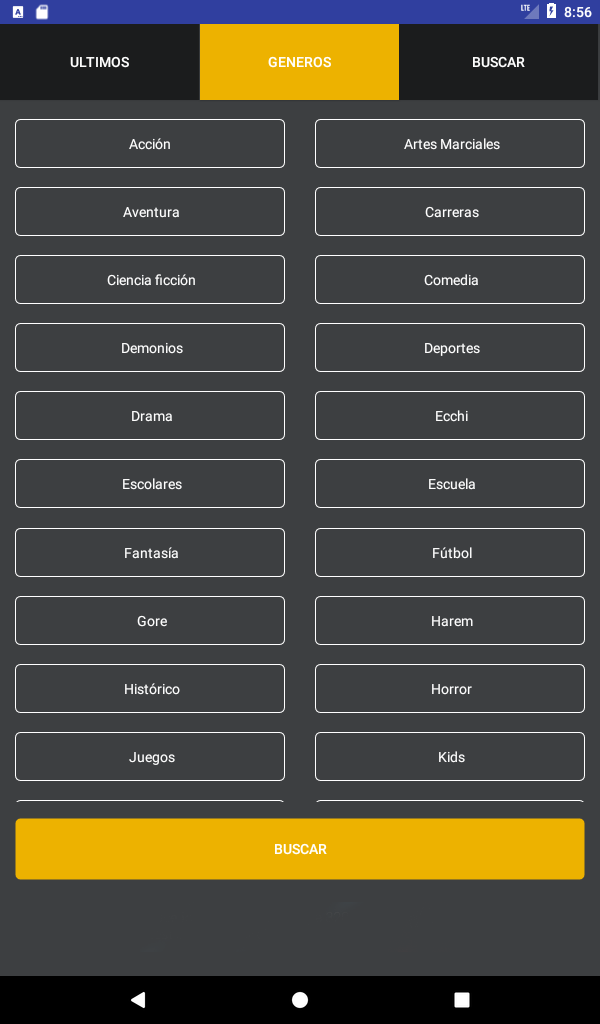 LTE 8:56
ULTIMOS GENEROS BUSCAR
Acción Artes Marciales
Aventura Carreras
Ciencia ficción Comedia
Demonios Deportes
Drama Ecchi
Escolares Escuela
Fantasía Fútbol
Gore Harem
Histórico Horror
Juegos Kids
BUSCAR